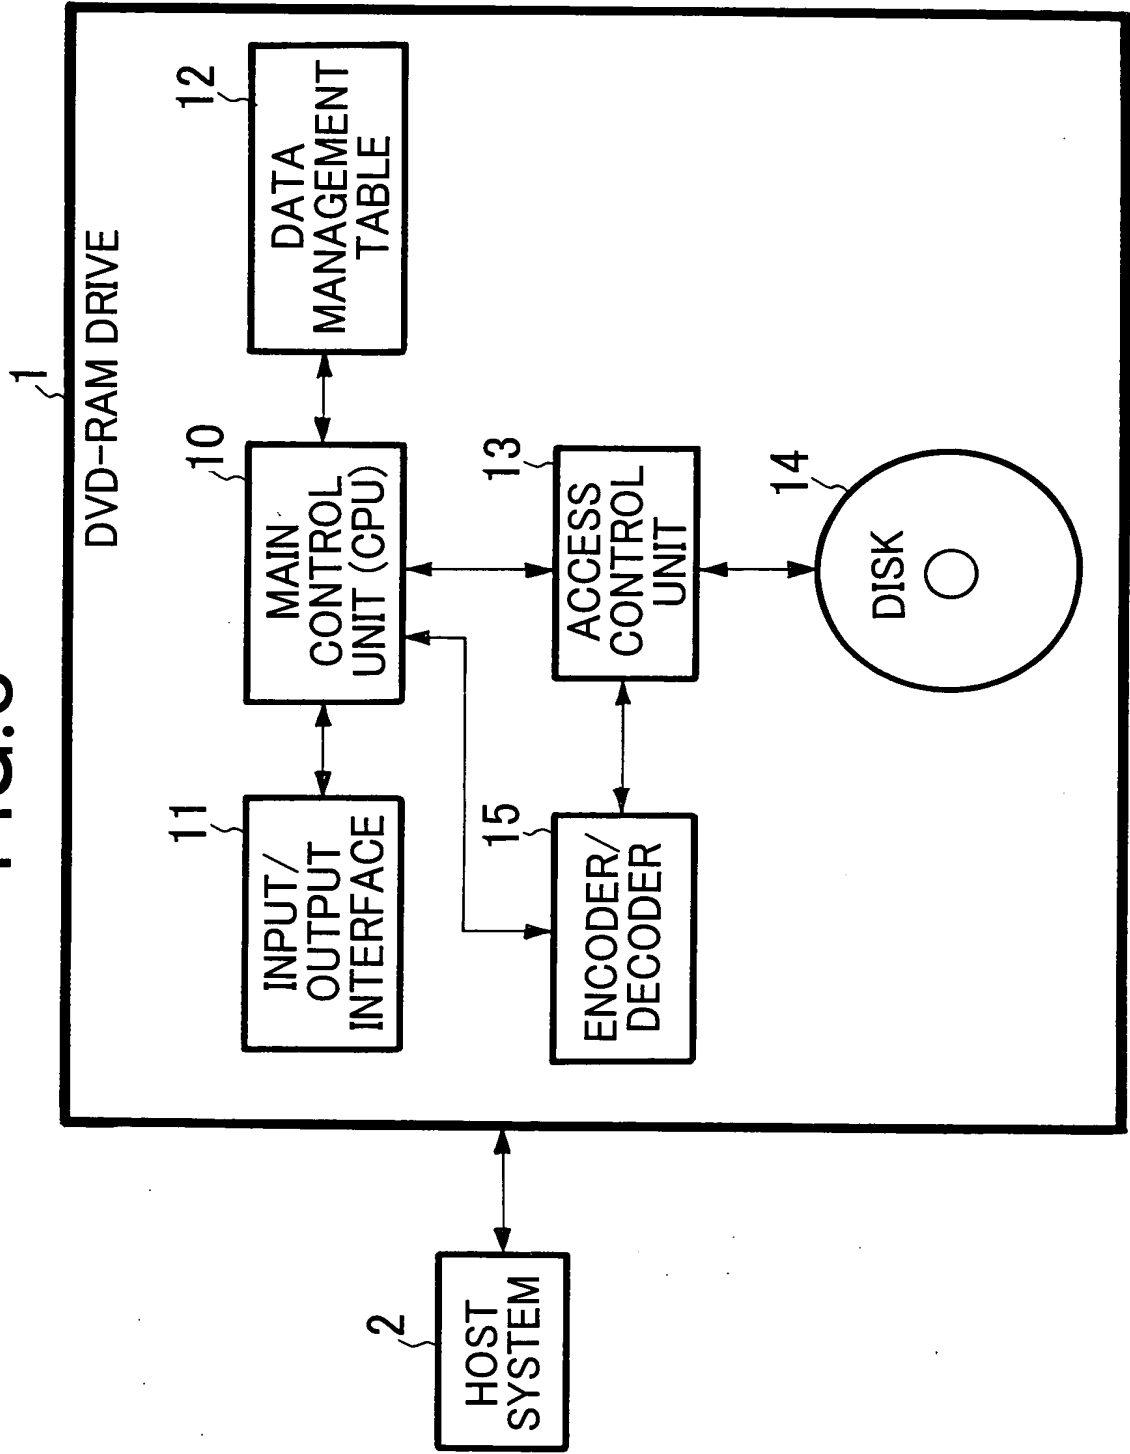 1
DVD-RAM DRIVE
11
INPUT/
OUTPUT
INTERFACE
10
MAIN
CONTROL
UNIT (CPU)
12
DATA
MANAGEMENT
TABLE
2
HOST
SYSTEM
15
ENCODER/
DECODER
13
ACCESS
CONTROL
UNIT
14
DISK